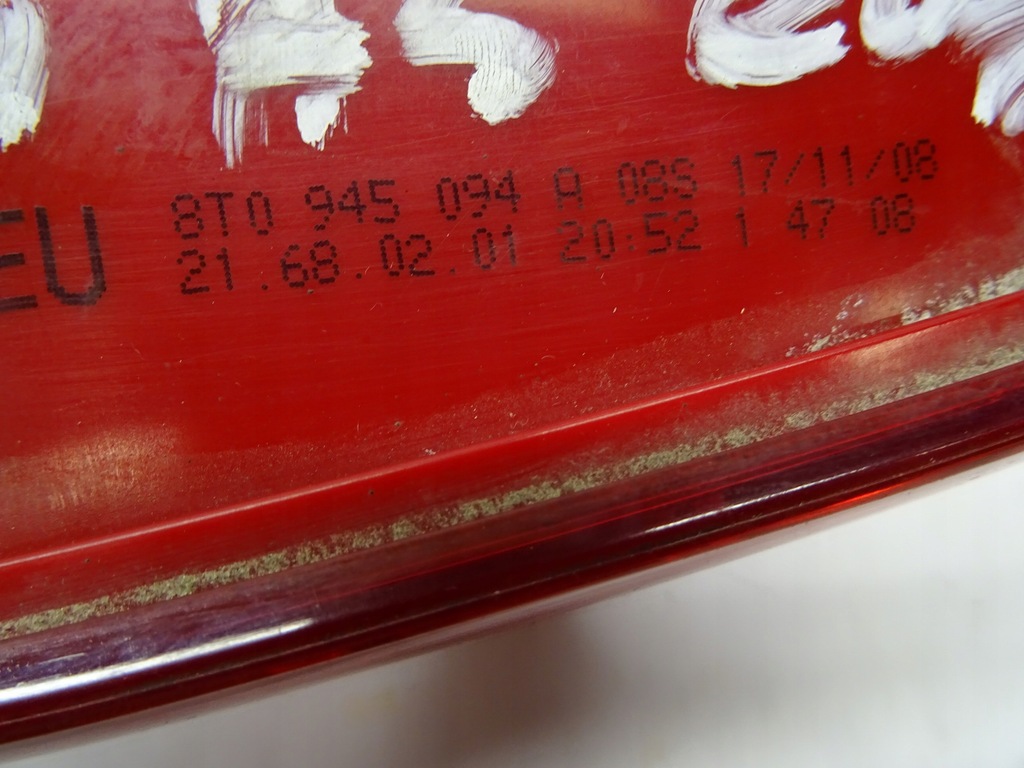 EU
8T0 945 094 A 08S 17/11/08
21.68.02.01 20:52 1 47 08